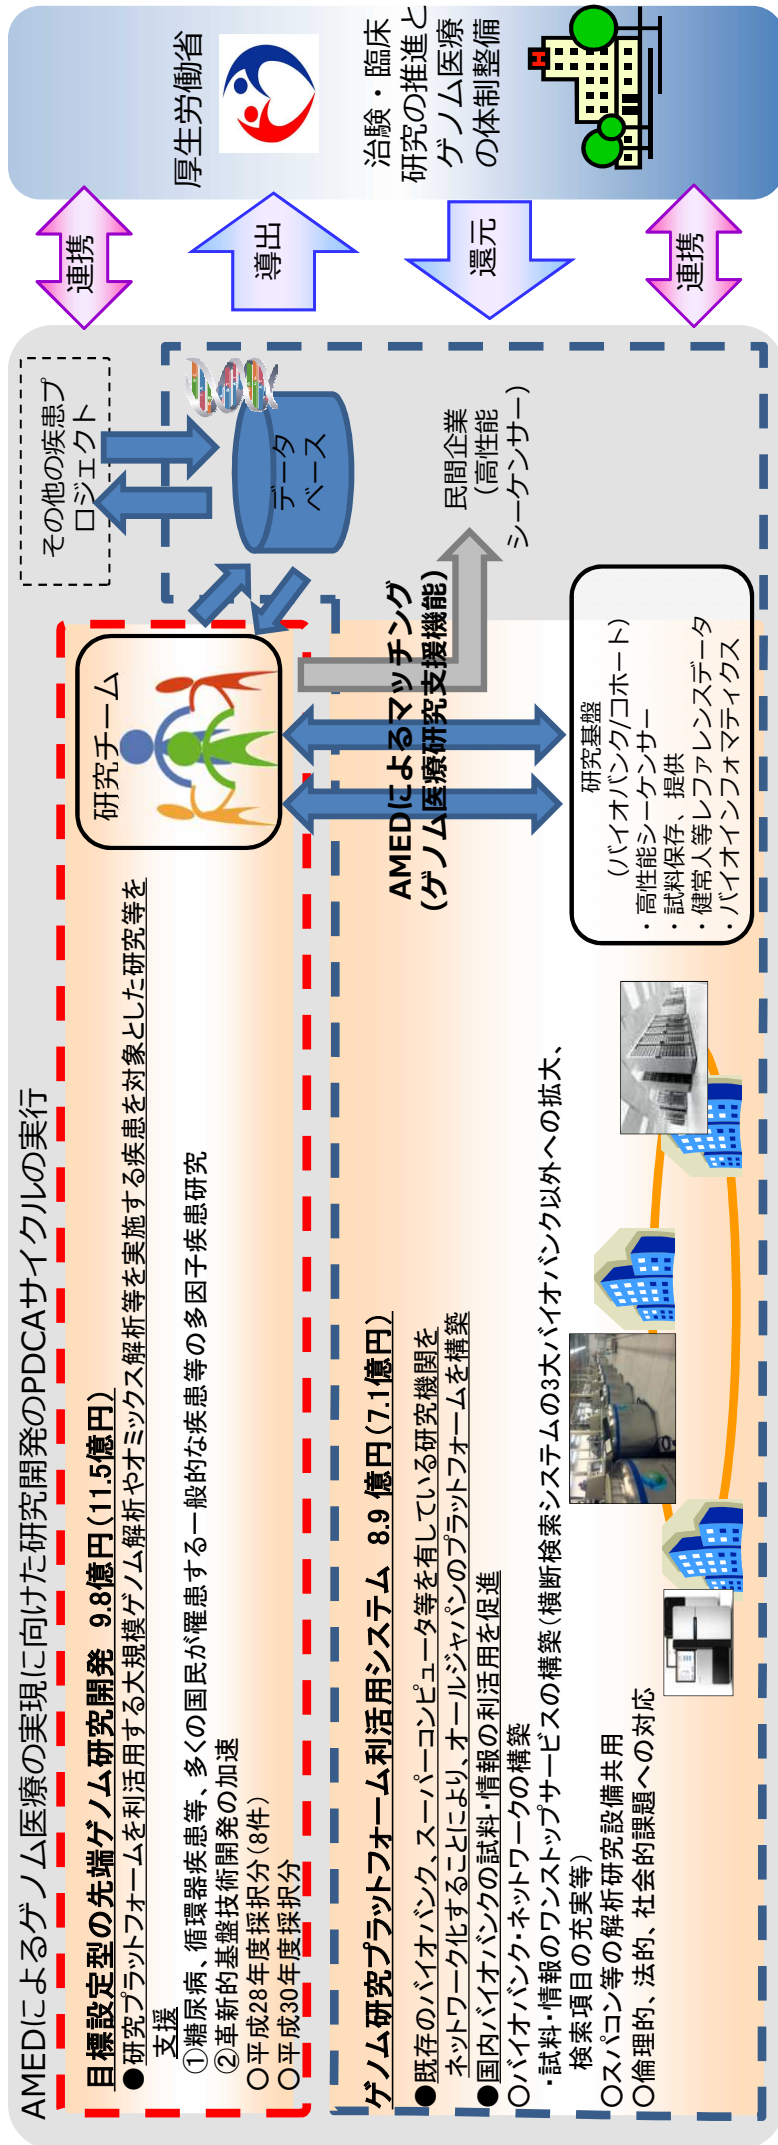 AMEDによるゲノム医療の実現に向けた研究開発のPDCAサイクルの実行
目標設定型の先端ゲノム研究開発 9.8億円(11.5億円)
●研究プラットフォームを利活用する大規模ゲノム解析やオミックス解析等を実施する疾患を対象とした研究等を
支援
①糖尿病、循環器疾患等、多くの国民が罹患する一般的な疾患等の多因子疾患研究
②革新的基盤技術開発の加速
○平成28年度採択分(8件)
○平成30年度採択分
研究チーム
その他の疾患プ
ロジェクト
データ
ベース
ゲノム研究プラットフォーム利活用システム 8.9 億円(7.1億円)
●既存のバイオバンク、スーパーコンピュータ等を有している研究機関を
ネットワーク化することにより、オールジャパンのプラットフォームを構築
●国内バイオバンクの試料・情報の利活用を促進
○バイオバンク・ネットワークの構築
・試料・情報のワンストップサービスの構築(横断検索システムの3大バイオバンク以外への拡大、
検索項目の充実等)
○スパコン等の解析研究設備共用
○倫理的、法的、社会的課題への対応
AMEDによるマッチング
(ゲノム医療研究支援機能)
民間企業
(高性能
シーケンサー)
研究基盤
(バイオバンク/コホート)
・高性能シーケンサー
・試料保存、提供
・健常人等レファレンスデータ
・バイオインフォマティクス
連携
導出
還元
連携
厚生労働省
治験・臨床
研究の推進と
ゲノム医療
の体制整備
H